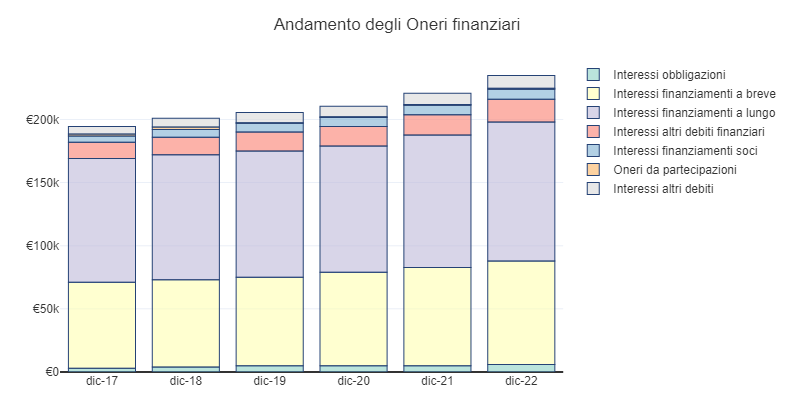 Andamento degli Oneri finanziari
€200k
€150k
€100k
€50k
€0
dic-17 dic-18 dic-19 dic-20 dic-21 dic-22
Interessi obbligazioni
Interessi finanziamenti a breve
Interessi finanziamenti a lungo
Interessi altri debiti finanziari
Interessi finanziamenti soci
Oneri da partecipazioni
Interessi altri debiti